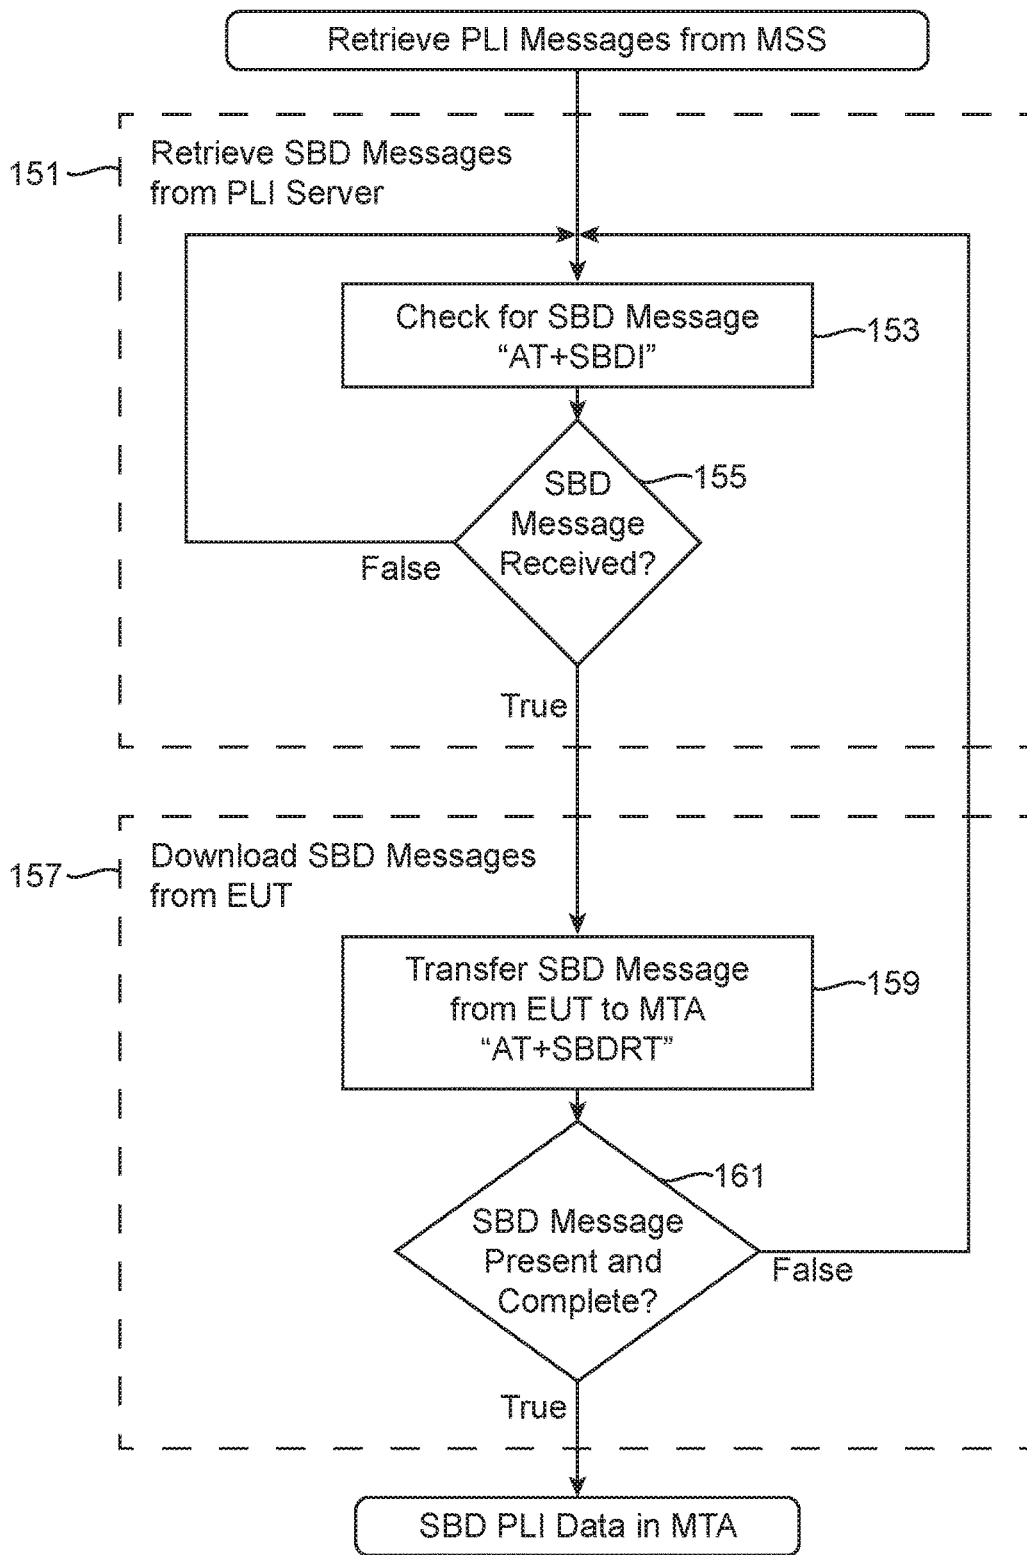 Retrieve PLI Messages from MSS
151
Retrieve SBD Messages
from PLI Server
Check for SBD Message
“AT+SBDI”
153
SBD
Message
Received?
155
False
True
157
Download SBD Messages
from EUT
Transfer SBD Message
from EUT to MTA
“AT+SBDRT”
159
161
SBD Message
Present and
Complete?
False
True
SBD PLI Data in MTA